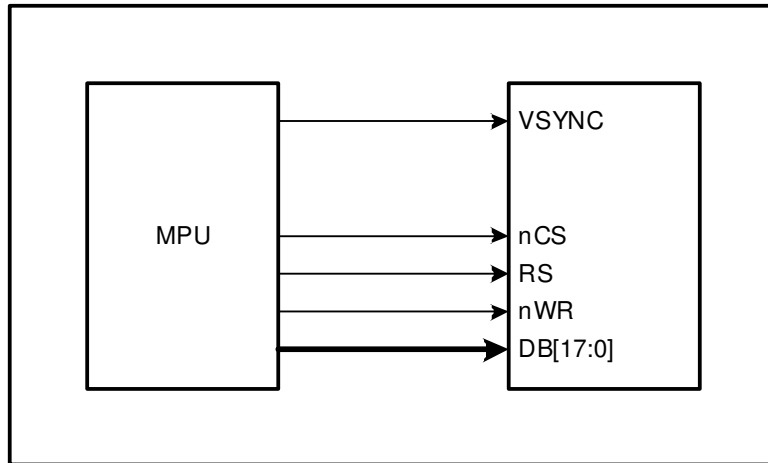 VSYNC
MPU
nCS
RS
nWR
DB[17:0]